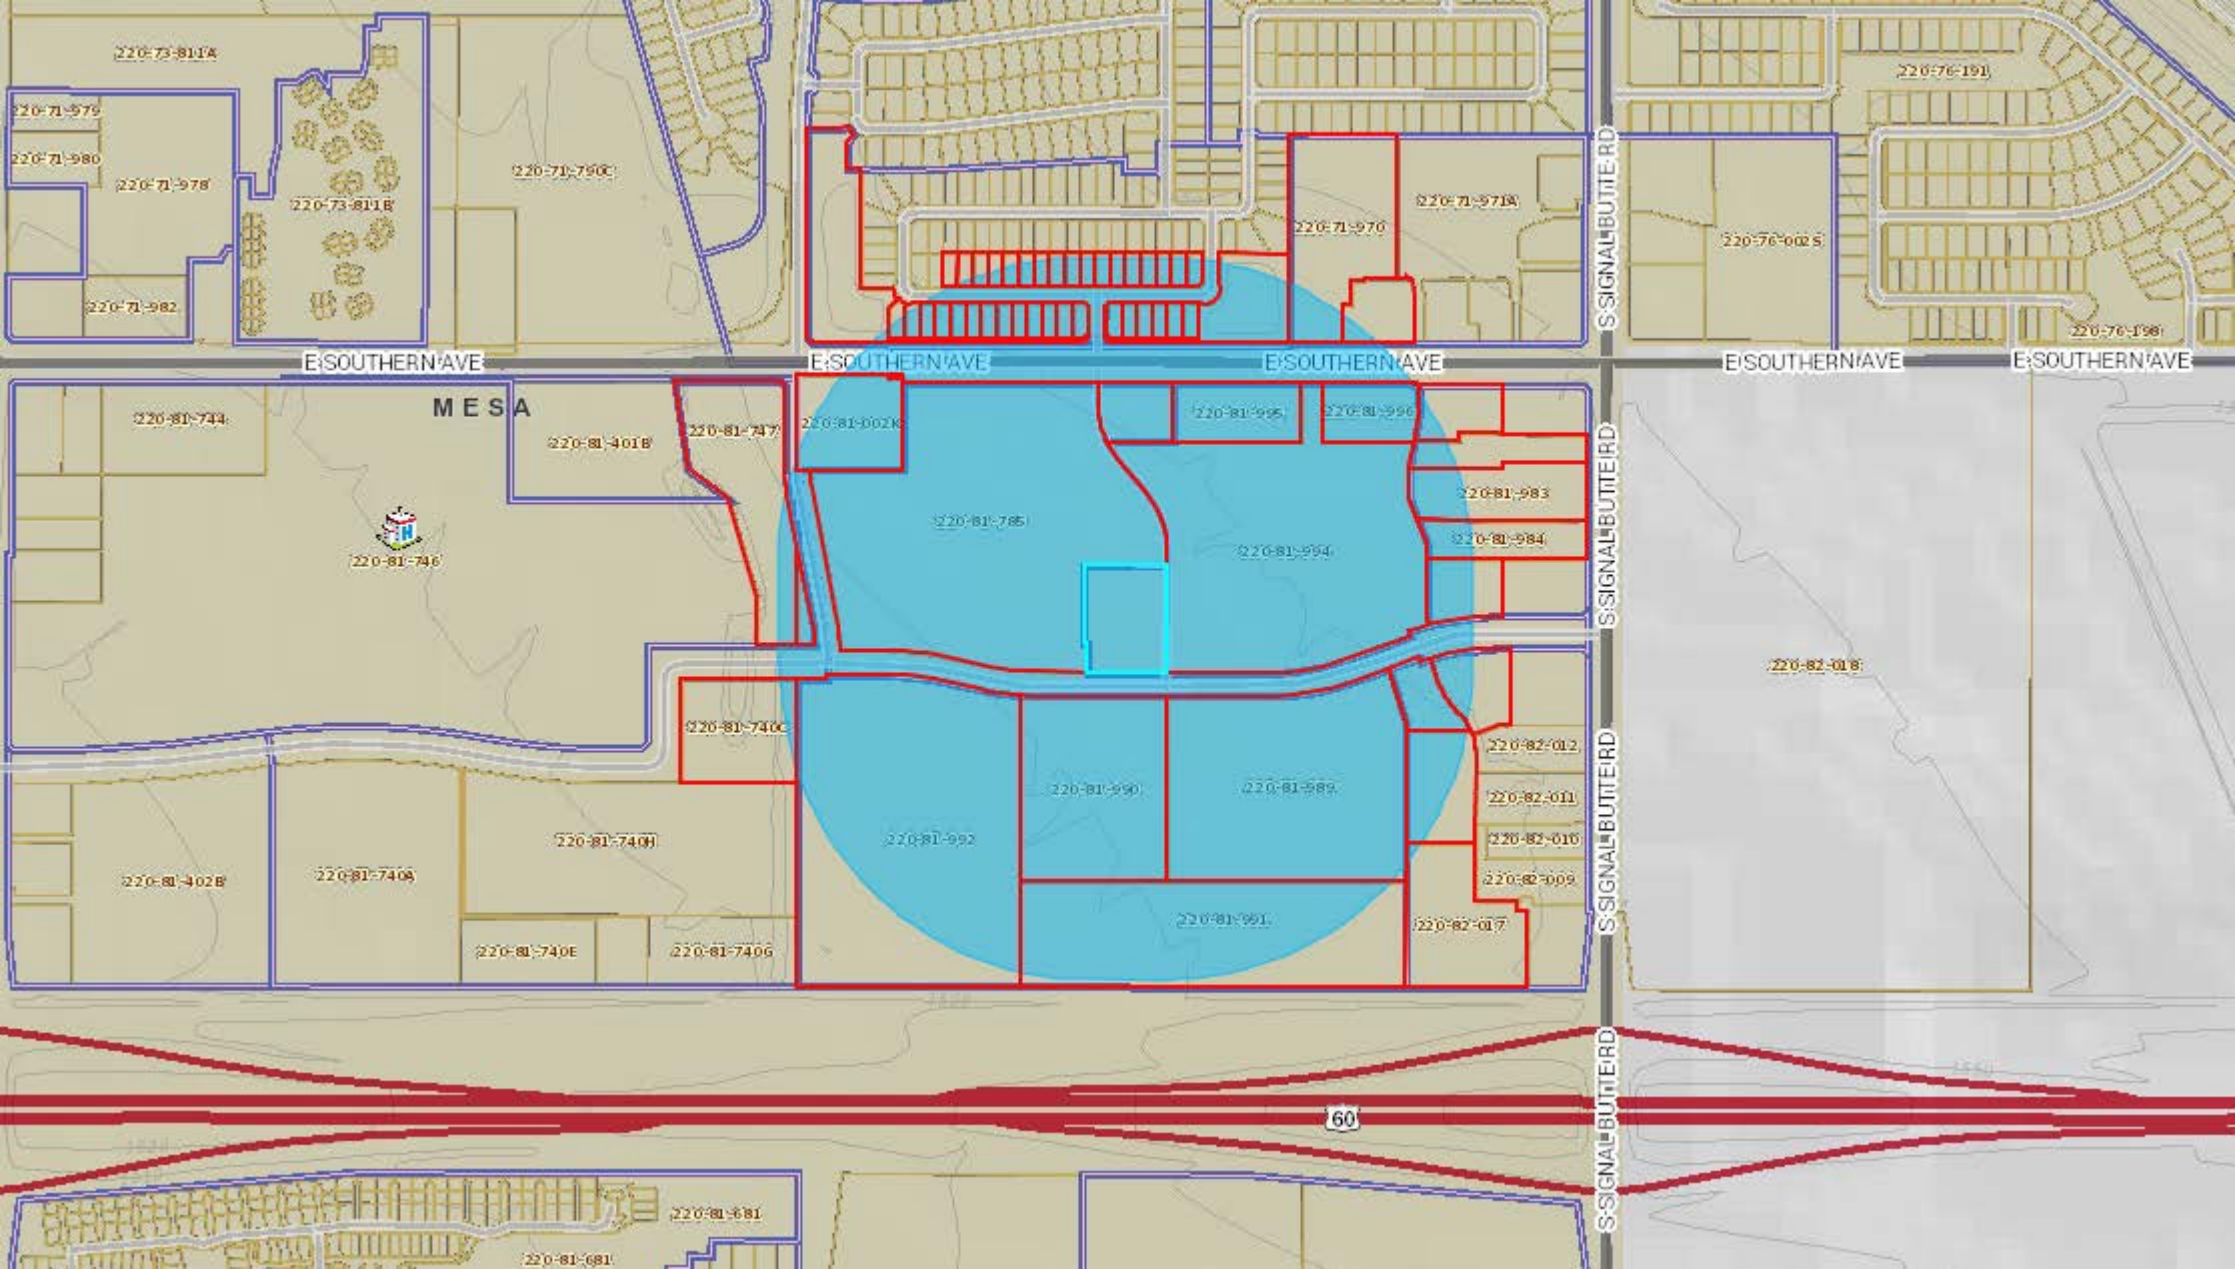 220-73-811A
220-76-191
220-71-979
220-71-980
220-71-978
220-71-790C
220-73-811B
220-71-971A
220-71-970
220-76-002S
220-71-982
220-76-198
S SIGNAL BUTTE RD
E SOUTHERN AVE
E SOUTHERN AVE
E SOUTHERN AVE
E SOUTHERN AVE
E SOUTHERN AVE
MESA
220-81-744
220-81-401B
220-81-747
220-81-002K
220-81-995
220-81-996
220-81-983
220-81-785
220-81-984
220-81-994
H
220-81-746
S SIGNAL BUTTE RD
220-82-018
220-81-740C
220-82-012
220-81-990
220-81-989
220-82-011
220-81-740H
220-81-992
220-82-010
220-81-402B
220-81-740A
220-82-009
S SIGNAL BUTTE RD
220-81-991
220-82-017
220-81-740E
220-81-740G
60
S SIGNAL BUTTE RD
220-81-681
220-81-681